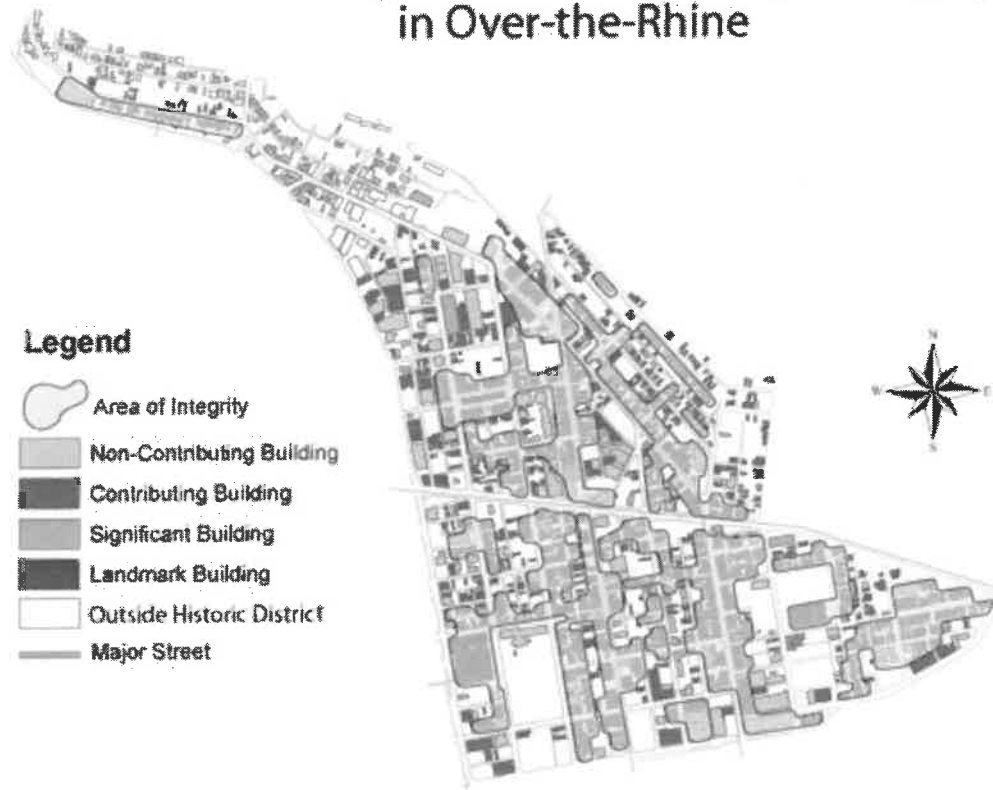 in Over-the-Rhine
Legend
Area of Integrity
Non-Contributing Building
Contributing Building
Significant Building
Landmark Building
Outside Historic District
Major Street
N
W
E
S